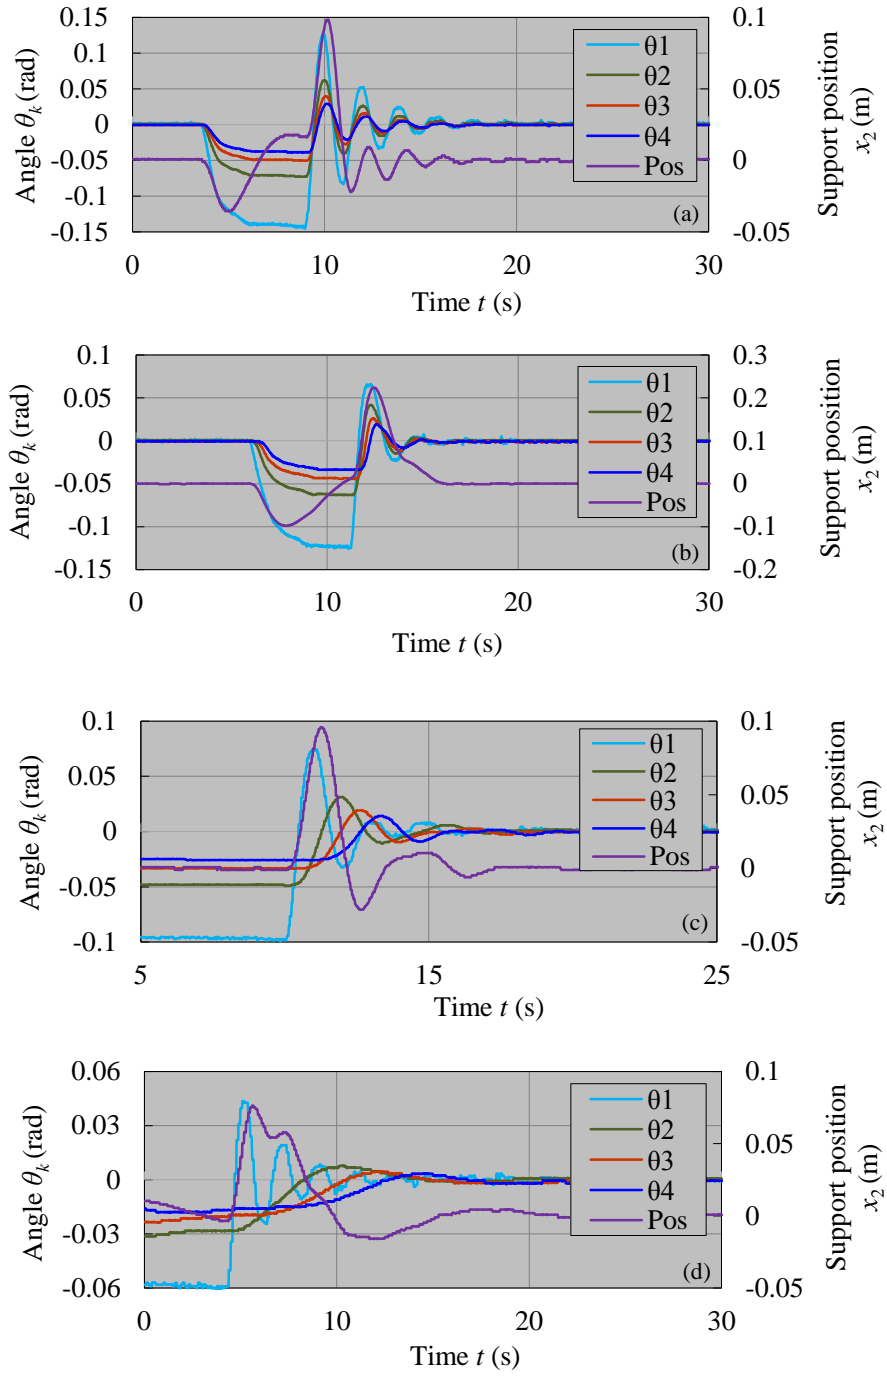 0.15
0.1
0.05
0
-0.05
-0.1
-0.15
Angle θk (rad)
θ1
θ2
θ3
θ4
Pos
(a)
0.1
0.05
0
-0.05
Support position
x2 (m)
0
10
20
30
Time t (s)
0.1
0.05
0
-0.05
-0.1
-0.15
Angle θk (rad)
θ1
θ2
θ3
θ4
Pos
(b)
0.3
0.2
0.1
0
-0.1
-0.2
Support poosition
x2 (m)
0
10
20
30
Time t (s)
0.1
0.05
0
-0.05
-0.1
Angle θk (rad)
θ1
θ2
θ3
θ4
Pos
(c)
0.1
0.05
0
-0.05
Support position
x2 (m)
5
15
25
Time t (s)
0.06
0.03
0
-0.03
-0.06
Angle θk (rad)
θ1
θ2
θ3
θ4
Pos
(d)
0.1
0.05
0
-0.05
Support position
x2 (m)
0
10
20
30
Time t (s)